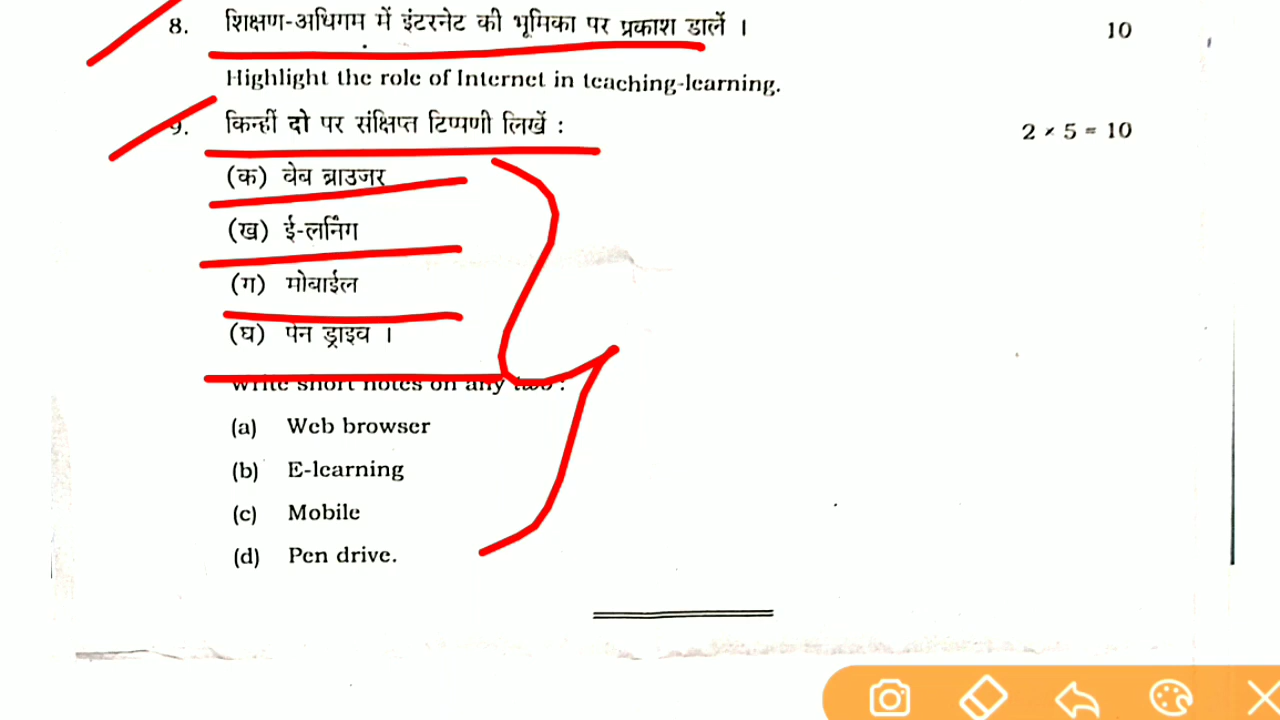 8. शिक्षण-अधिगम में इंटरनेट की भूमिका पर प्रकाश डालें । 10
Highlight the role of Internet in teaching-learning.
9. किन्हीं दो पर संक्षिप्त टिप्पणी लिखें : 2 × 5 = 10
(क) वेब ब्राउजर
(ख) ई-लर्निंग
(ग) मोबाईल
(घ) पेन ड्राइव ।
Write short notes on any two :
(a) Web browser
(b) E-learning
(c) Mobile
(d) Pen drive.